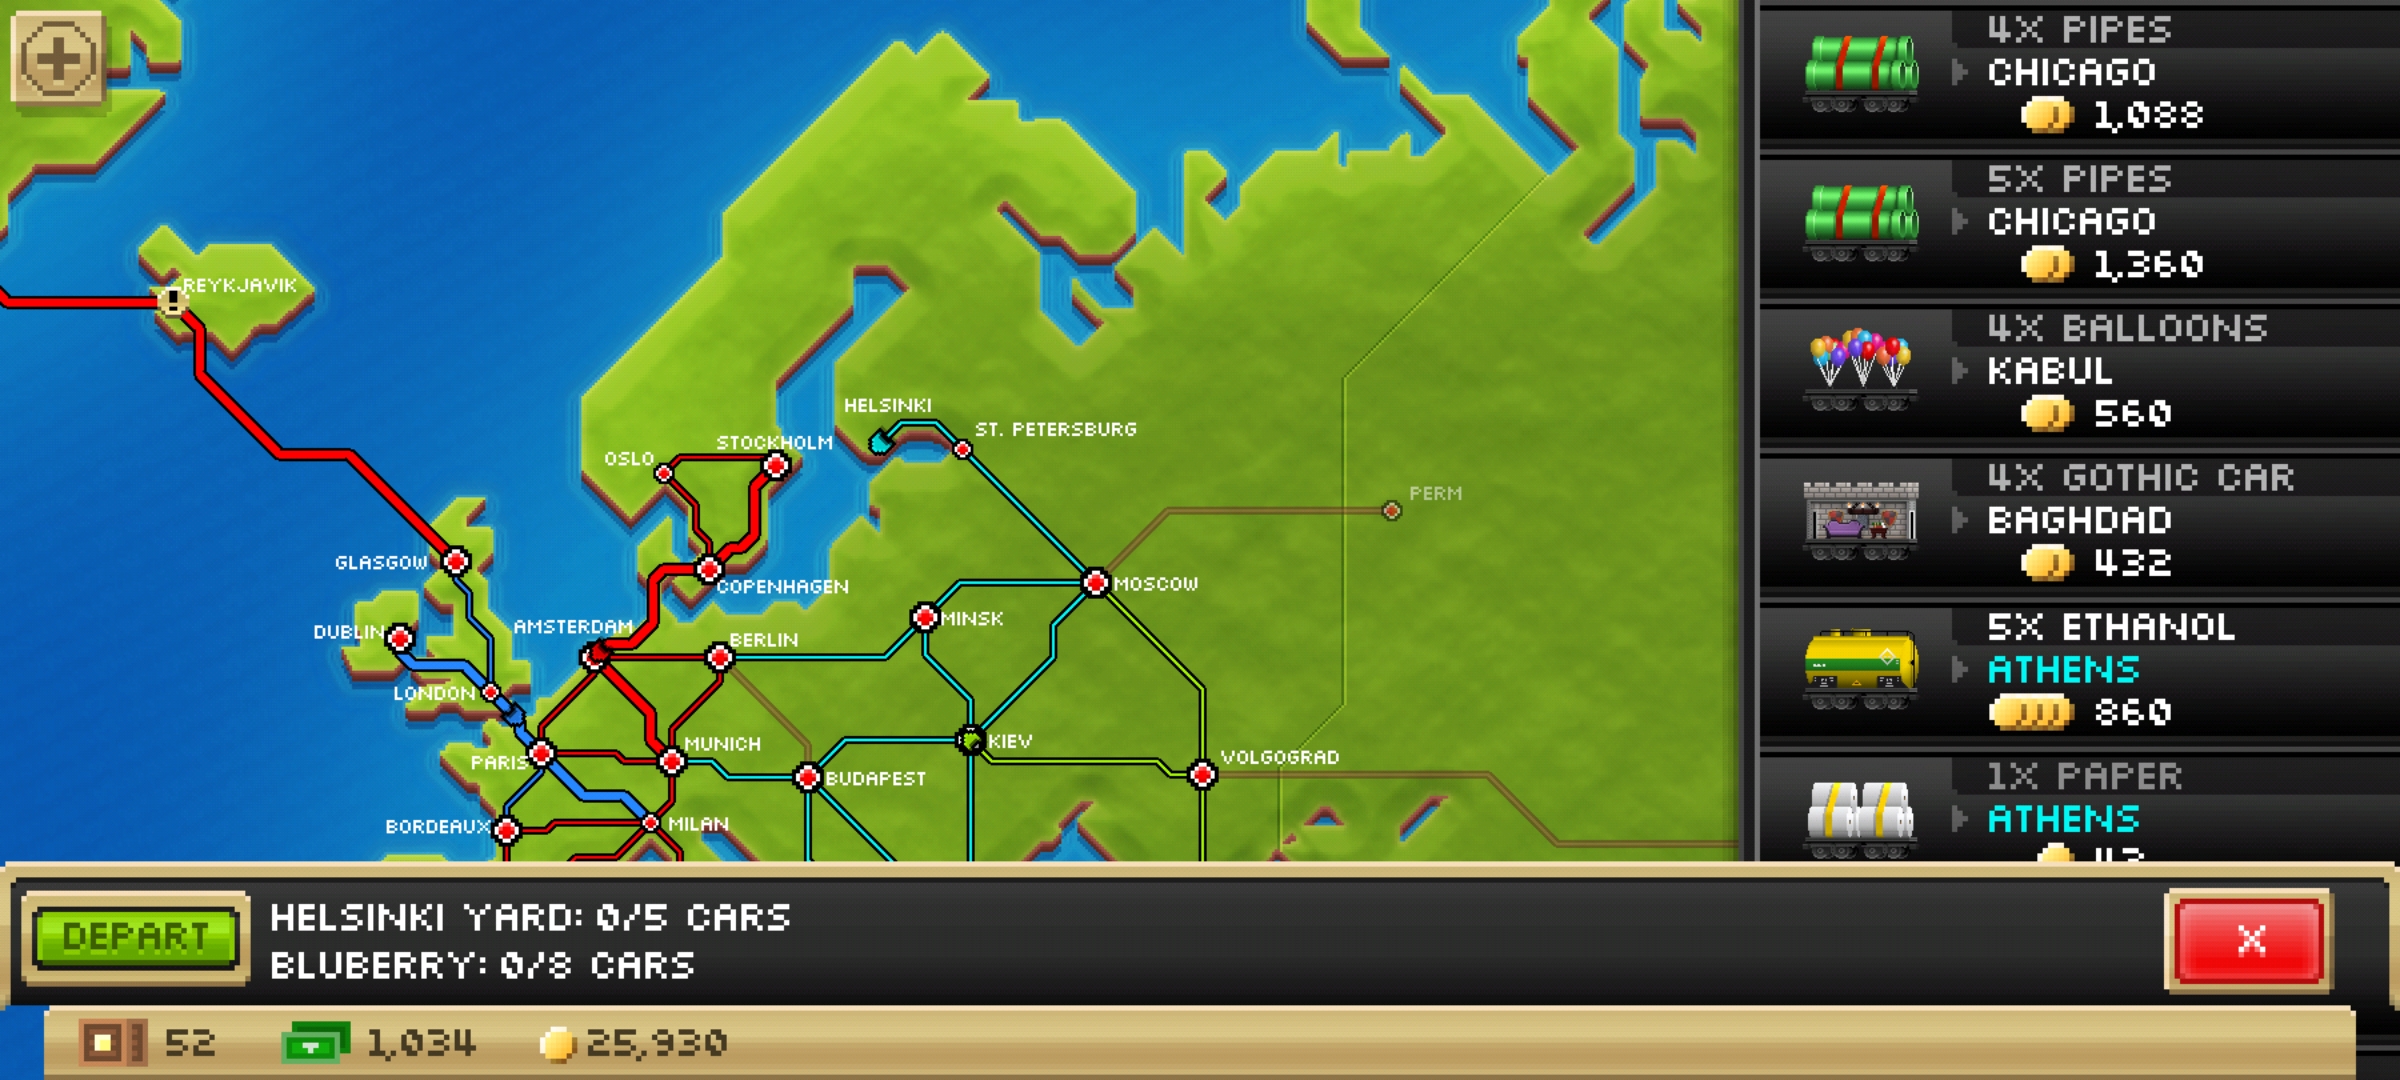 REYKJAVIK
HELSINKI
ST. PETERSBURG
STOCKHOLM
OSLO
PERM
GLASGOW
COPENHAGEN
MOSCOW
AMSTERDAM
MINSK
DUBLIN
BERLIN
LONDON
MUNICH
KIEV
PARIS
BUDAPEST
VOLGOGRAD
BORDEAUX
MILAN
4X PIPES
CHICAGO
1,088
5X PIPES
CHICAGO
1,360
4X BALLOONS
KABUL
560
4X GOTHIC CAR
BAGHDAD
432
5X ETHANOL
ATHENS
860
1X PAPER
ATHENS
DEPART
HELSINKI YARD: 0/5 CARS
BLUBERRY: 0/8 CARS
X
52
1,034
25,930